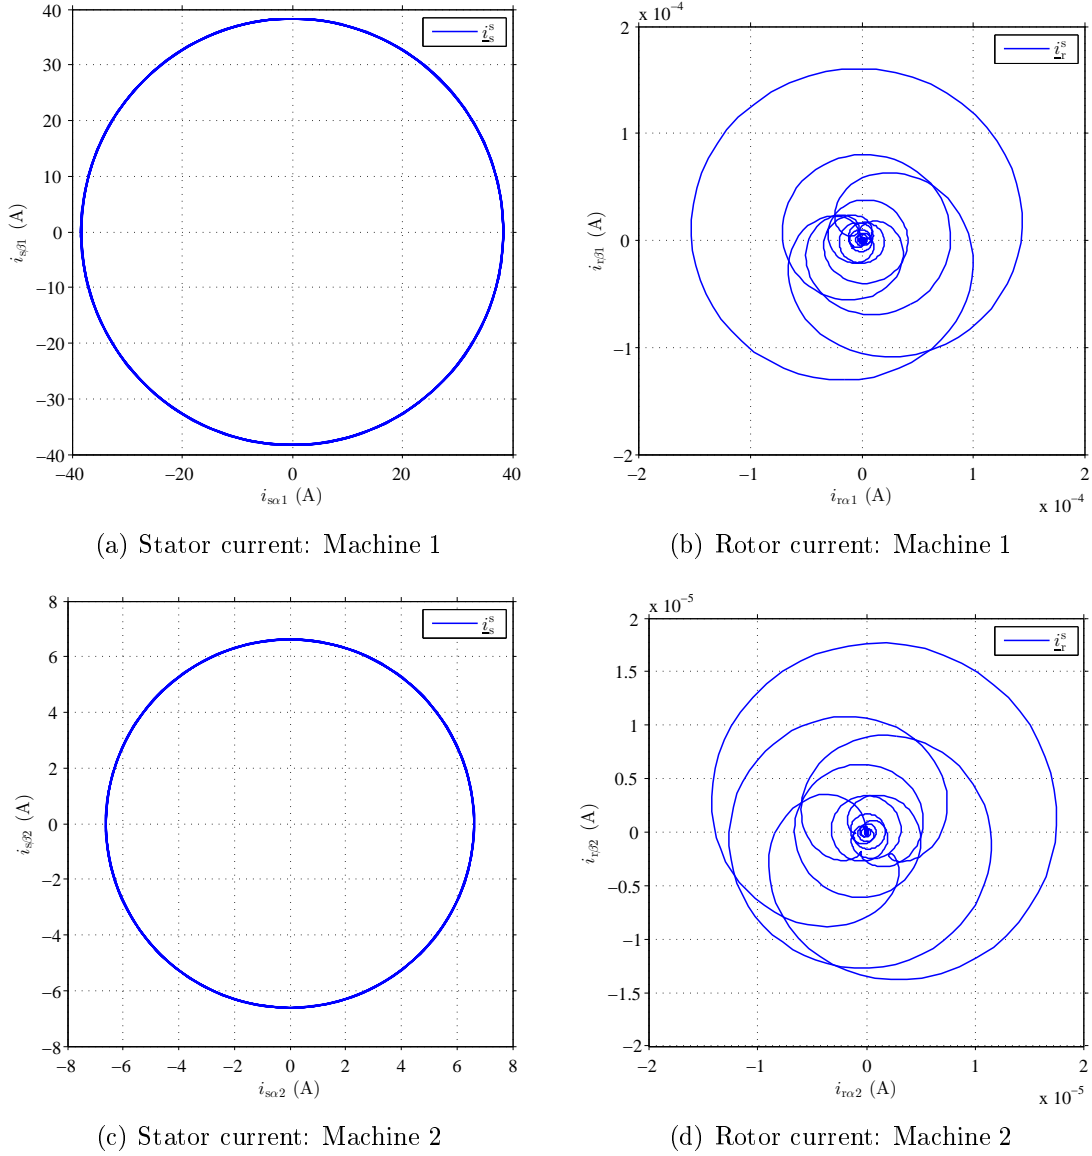 i̲ₛˢ
40
30
20
10
0
−10
−20
−30
−40
−40 −20 0 20 40
i_sβ1 (A)
i_sα1 (A)
(a) Stator current: Machine 1
x 10⁻⁴
i̲ᵣˢ
2
1
0
−1
−2
−2 −1 0 1 2
x 10⁻⁴
i_rβ1 (A)
i_rα1 (A)
(b) Rotor current: Machine 1
i̲ₛˢ
8
6
4
2
0
−2
−4
−6
−8
−8 −6 −4 −2 0 2 4 6 8
i_sβ2 (A)
i_sα2 (A)
(c) Stator current: Machine 2
x 10⁻⁵
i̲ᵣˢ
2
1.5
1
0.5
0
−0.5
−1
−1.5
−2
−2 −1 0 1 2
x 10⁻⁵
i_rβ2 (A)
i_rα2 (A)
(d) Rotor current: Machine 2